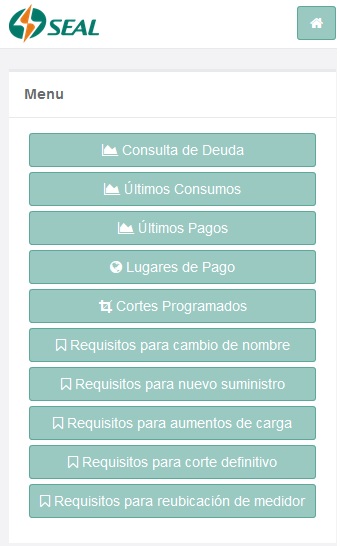 SEAL
Menu
Consulta de Deuda
Últimos Consumos
Últimos Pagos
Lugares de Pago
Cortes Programados
Requisitos para cambio de nombre
Requisitos para nuevo suministro
Requisitos para aumentos de carga
Requisitos para corte definitivo
Requisitos para reubicación de medidor